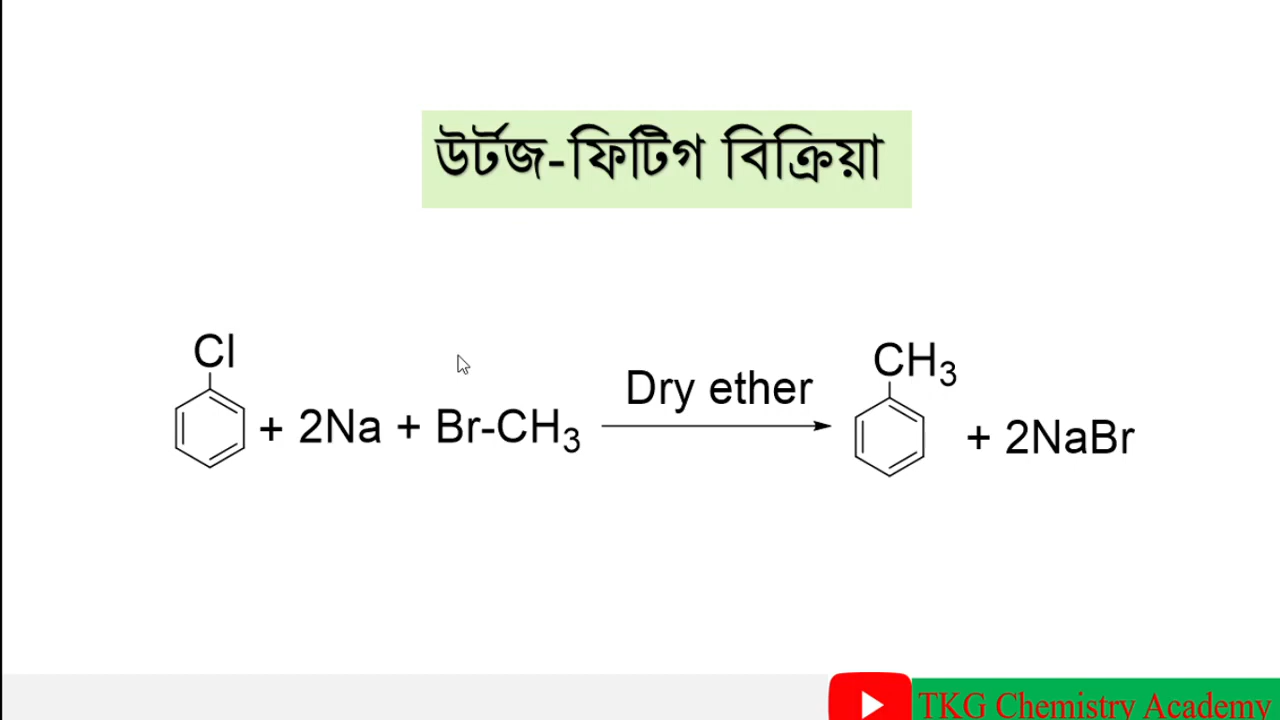 উর্টজ-ফিটিগ বিক্রিয়া
Cl
+ 2Na + Br-CH₃
Dry ether
CH₃
+ 2NaBr
TKG Chemistry Academy